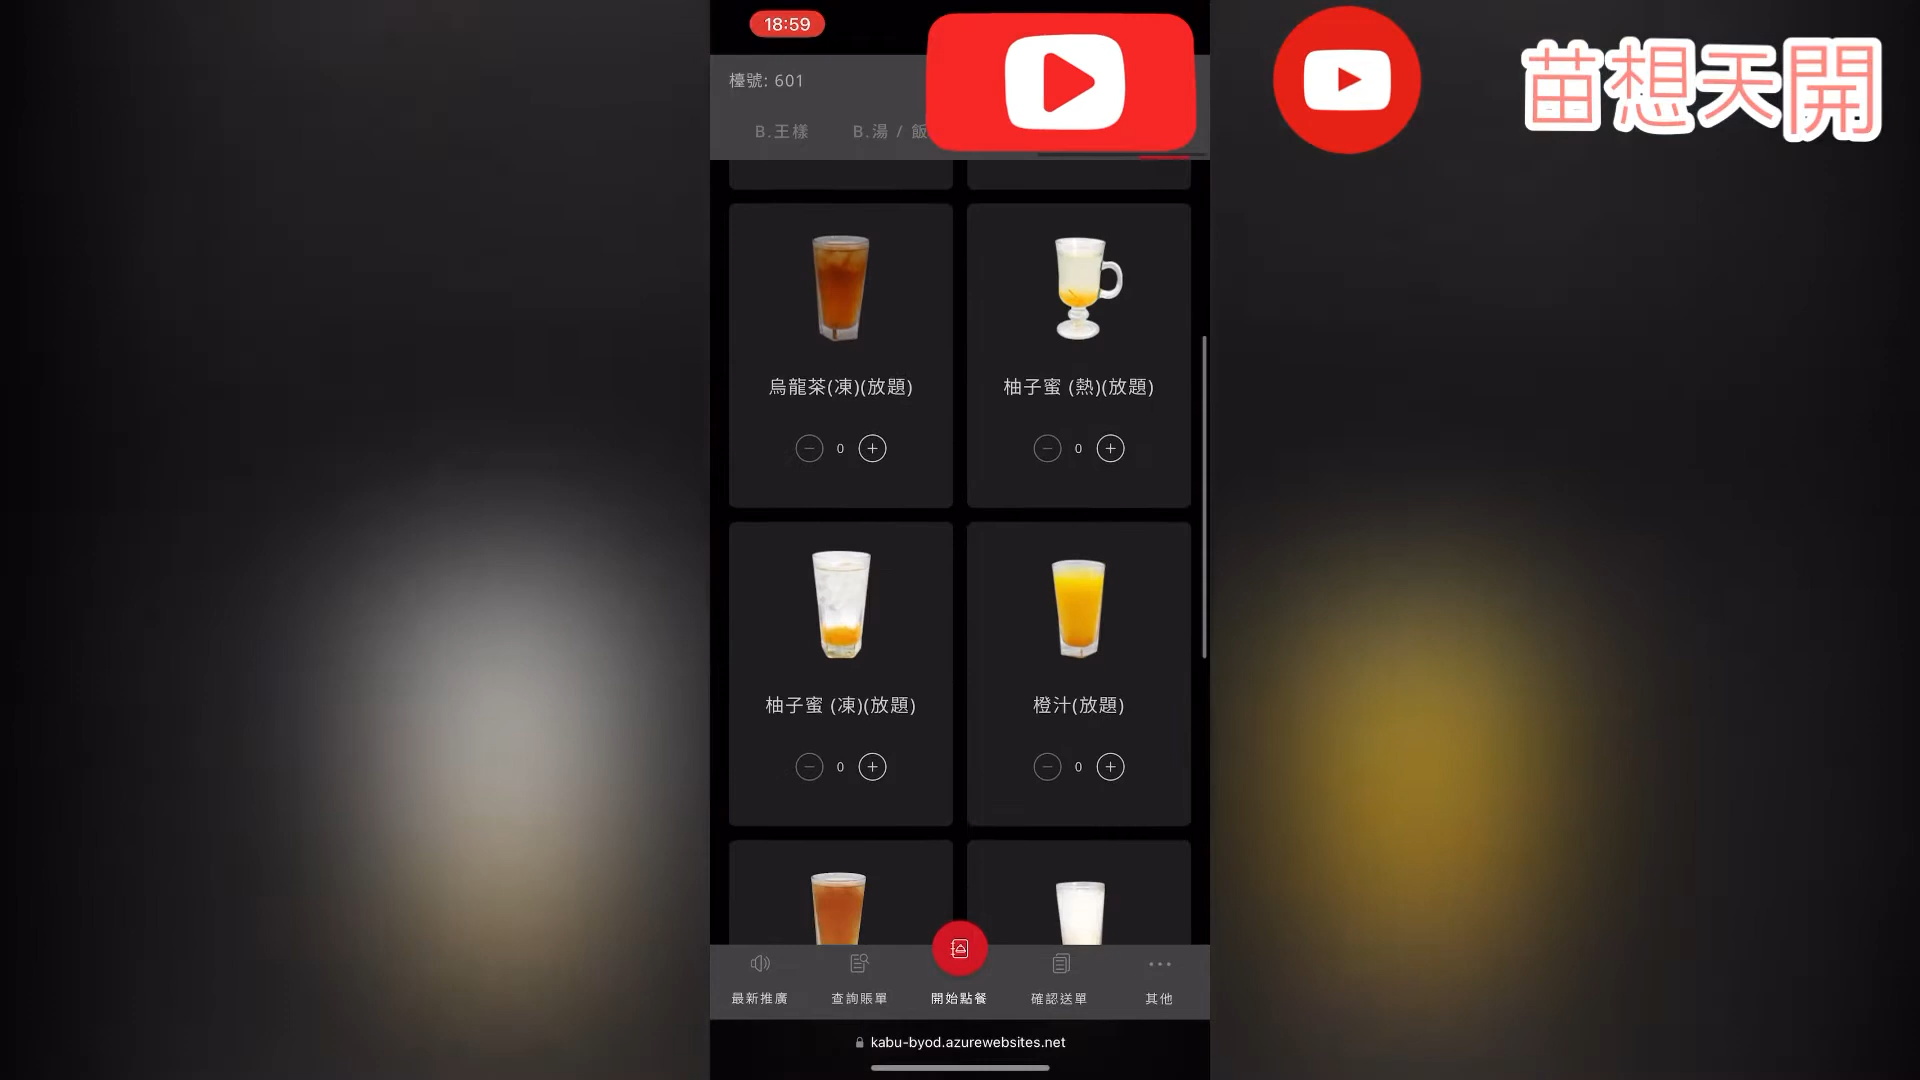 18:59
苗想天開
檯號: 601
B.王樣
B.湯 / 飯
烏龍茶(凍)(放題)
柚子蜜 (熱)(放題)
0
0
柚子蜜 (凍)(放題)
橙汁(放題)
0
0
最新推廣
查詢賬單
開始點餐
確認送單
其他
kabu-byod.azurewebsites.net